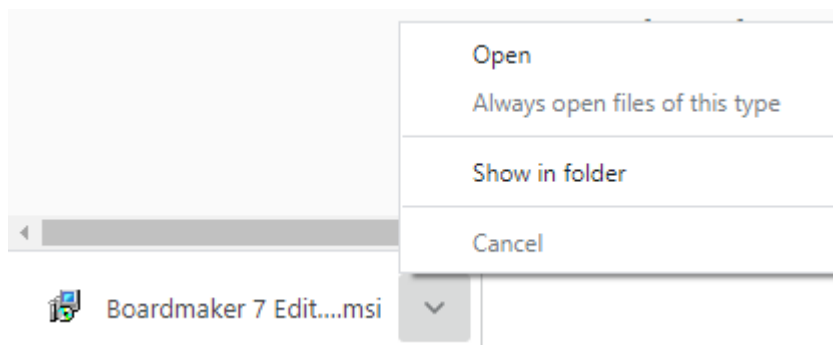 Open
Always open files of this type
Show in folder
Cancel
Boardmaker 7 Edit....msi